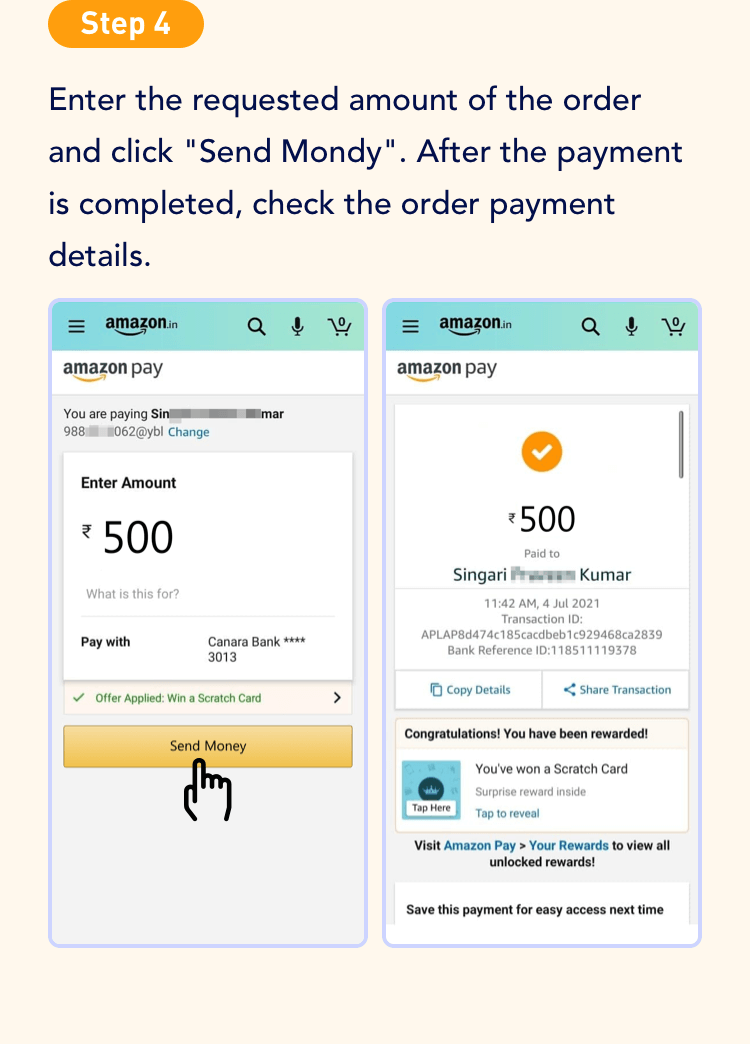 Step 4
Enter the requested amount of the order
and click "Send Mondy". After the payment
is completed, check the order payment
details.
amazon.in
0
amazon pay
You are paying Sin mar
988 062@ybl Change
Enter Amount
₹ 500
What is this for?
Pay with Canara Bank ****
3013
Offer Applied: Win a Scratch Card
Send Money
amazon.in
0
amazon pay
₹500
Paid to
Singari Kumar
11:42 AM, 4 Jul 2021
Transaction ID:
APLAP8d474c185cacdbeb1c929468ca2839
Bank Reference ID:118511119378
Copy Details
Share Transaction
Congratulations! You have been rewarded!
You've won a Scratch Card
Surprise reward inside
Tap Here
Tap to reveal
Visit Amazon Pay > Your Rewards to view all
unlocked rewards!
Save this payment for easy access next time